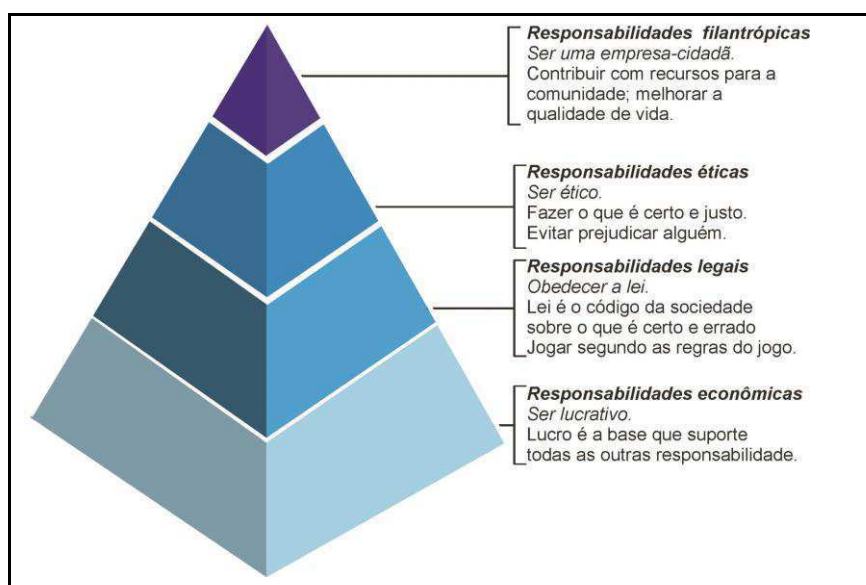 Responsabilidades filantrópicas
Ser uma empresa-cidadã.
Contribuir com recursos para a
comunidade; melhorar a
qualidade de vida.
Responsabilidades éticas
Ser ético.
Fazer o que é certo e justo.
Evitar prejudicar alguém.
Responsabilidades legais
Obedecer a lei.
Lei é o código da sociedade
sobre o que é certo e errado
Jogar segundo as regras do jogo.
Responsabilidades econômicas
Ser lucrativo.
Lucro é a base que suporte
todas as outras responsabilidade.